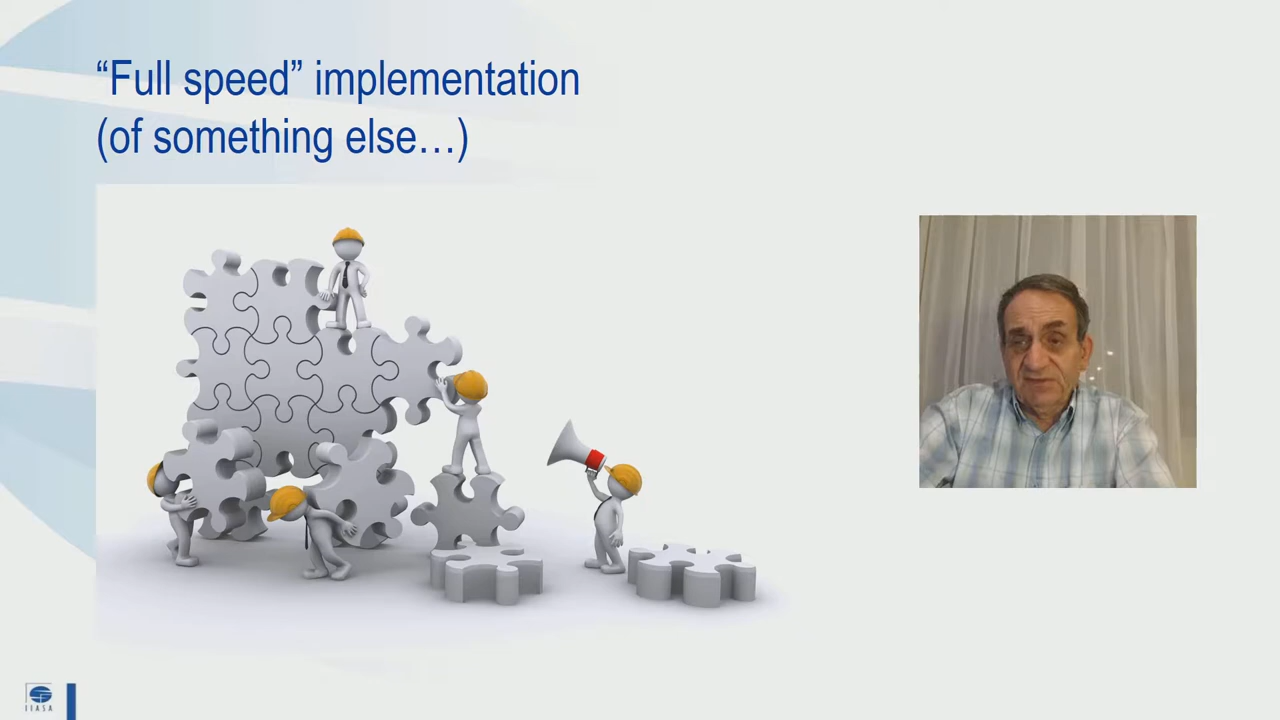 “Full speed” implementation
(of something else…)
IIASA